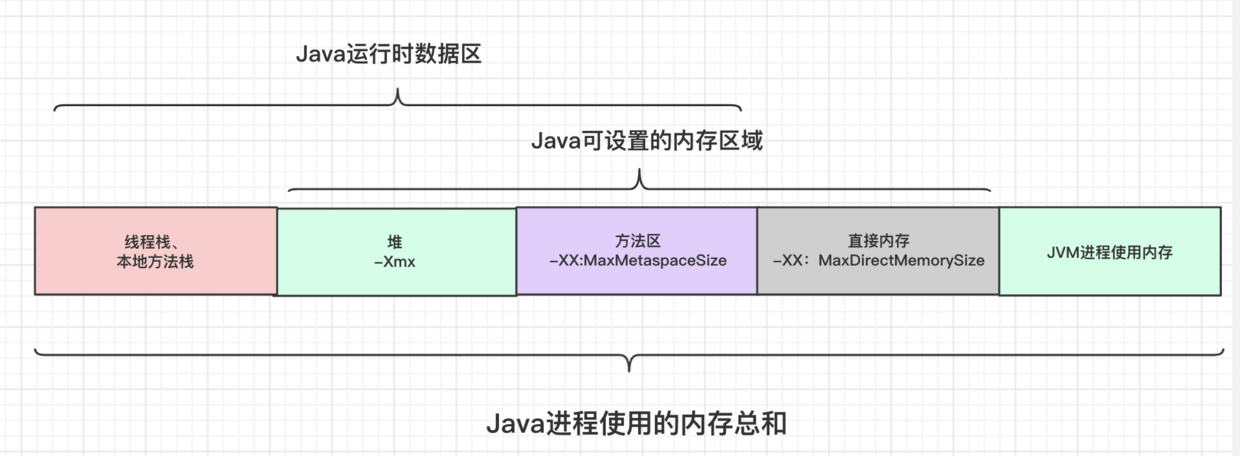 Java运行时数据区
Java可设置的内存区域
线程栈、
本地方法栈
堆
-Xmx
方法区
-XX:MaxMetaspaceSize
直接内存
-XX：MaxDirectMemorySize
JVM进程使用内存
Java进程使用的内存总和